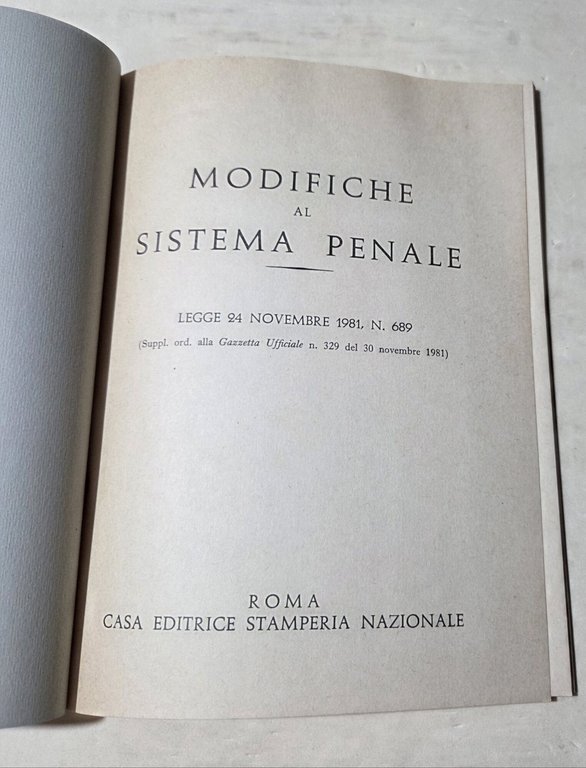 MODIFICHE
AL
SISTEMA PENALE
LEGGE 24 NOVEMBRE 1981, N. 689
(Suppl. ord. alla Gazzetta Ufficiale n. 329 del 30 novembre 1981)
ROMA
CASA EDITRICE STAMPERIA NAZIONALE